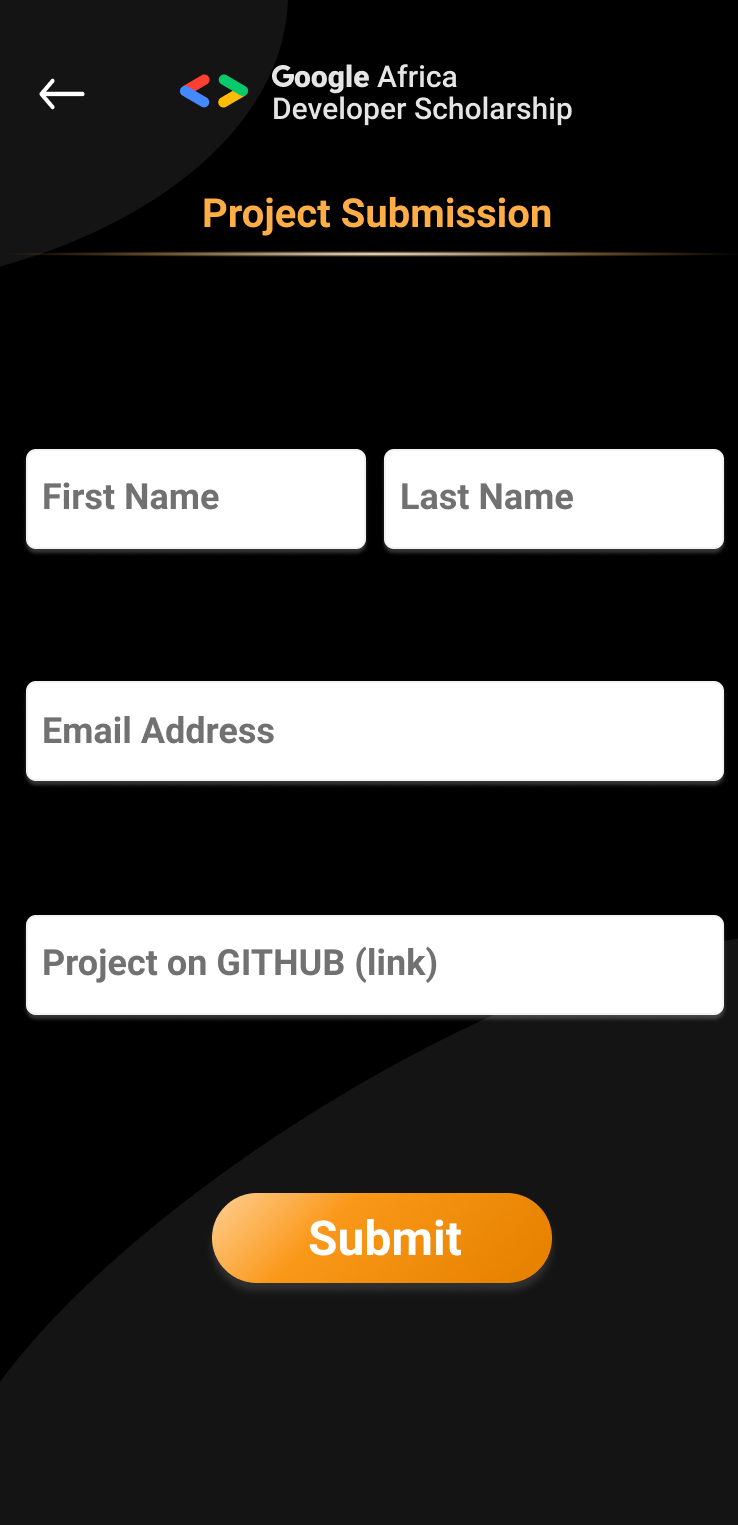 Google Africa
Developer Scholarship
Project Submission
First Name
Last Name
Email Address
Project on GITHUB (link)
Submit